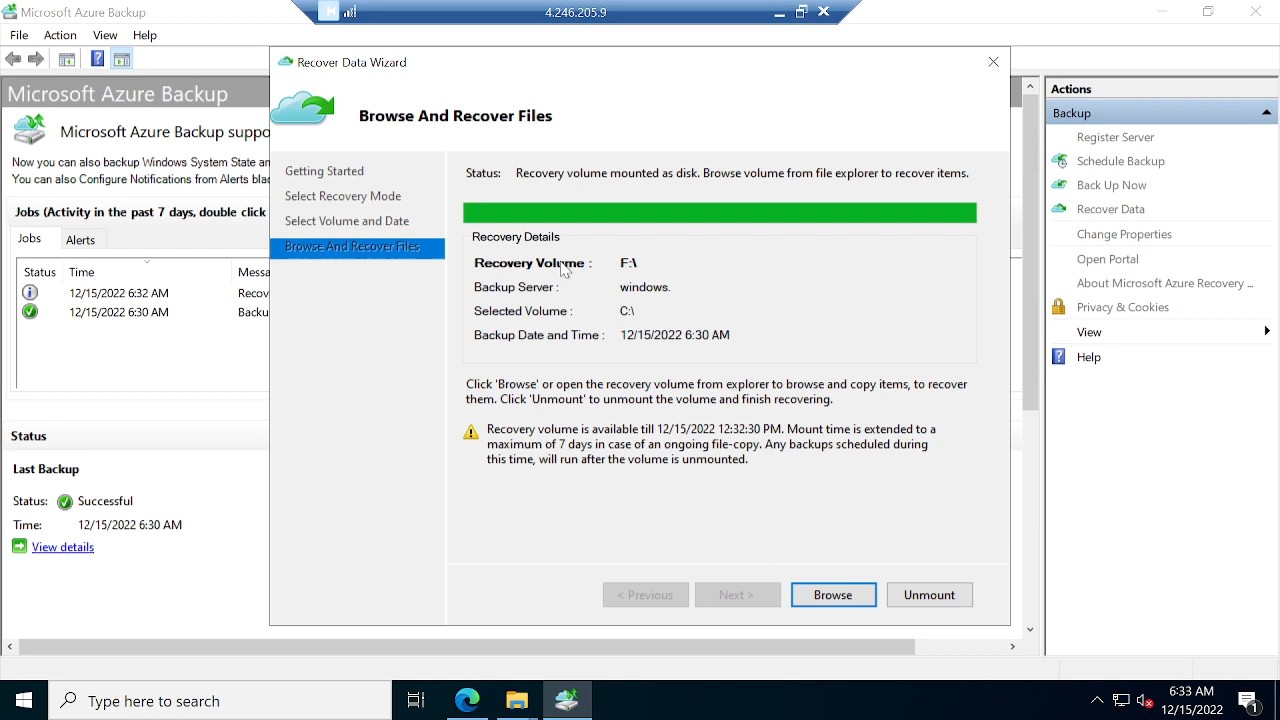 Microsoft Azure Backup
4.246.205.9
File Action View Help
Microsoft Azure Backup
Microsoft Azure Backup suppo
Now you can also backup Windows System State an
You can also Configure Notifications from Alerts blad
Jobs (Activity in the past 7 days, double click
Jobs Alerts
Status Time Messa
12/15/2022 6:32 AM Recov
12/15/2022 6:30 AM Backu
Status
Last Backup
Status: Successful
Time: 12/15/2022 6:30 AM
View details
Recover Data Wizard
Browse And Recover Files
Getting Started
Select Recovery Mode
Select Volume and Date
Browse And Recover Files
Status: Recovery volume mounted as disk. Browse volume from file explorer to recover items.
Recovery Details
Recovery Volume : F:\
Backup Server : windows.
Selected Volume : C:\
Backup Date and Time : 12/15/2022 6:30 AM
Click 'Browse' or open the recovery volume from explorer to browse and copy items, to recover
them. Click 'Unmount' to unmount the volume and finish recovering.
Recovery volume is available till 12/15/2022 12:32:30 PM. Mount time is extended to a
maximum of 7 days in case of an ongoing file-copy. Any backups scheduled during
this time, will run after the volume is unmounted.
< Previous Next > Browse Unmount
Actions
Backup
Register Server
Schedule Backup
Back Up Now
Recover Data
Change Properties
Open Portal
About Microsoft Azure Recovery ...
Privacy & Cookies
View
Help
Type here to search
6:33 AM
12/15/2022
1